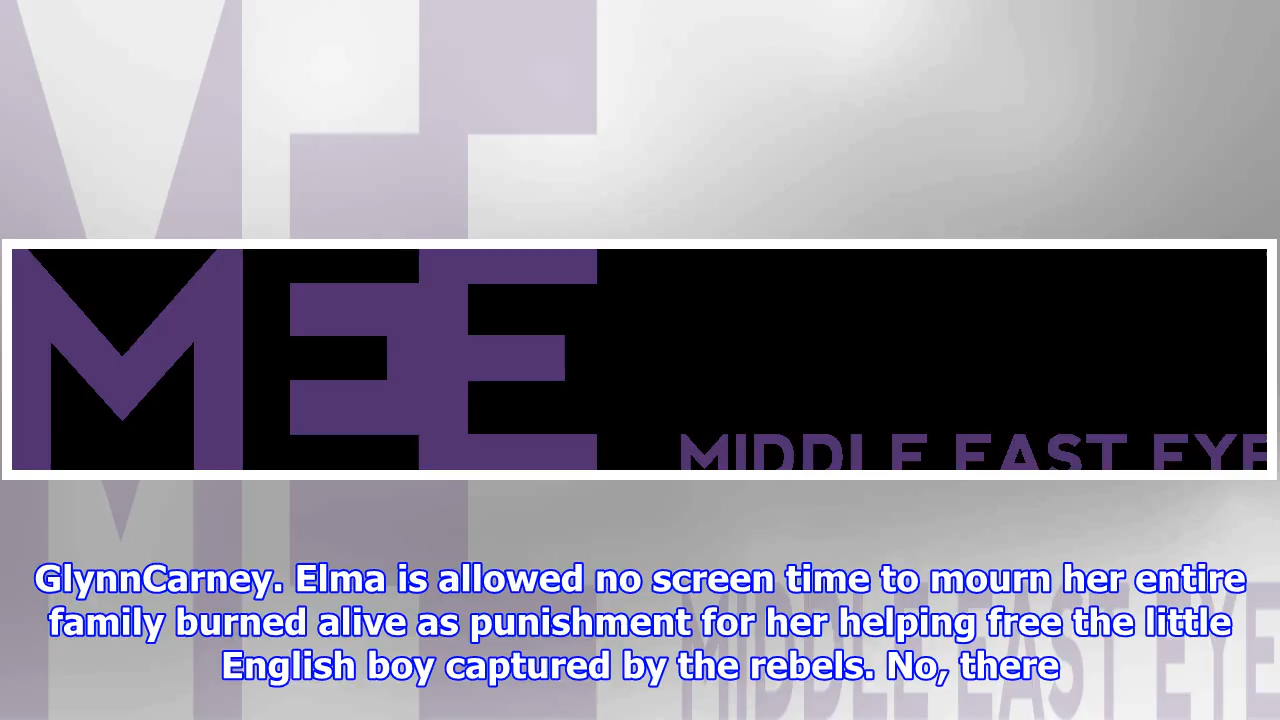 MEE
MIDDLE EAST EYE
GlynnCarney. Elma is allowed no screen time to mourn her entire
family burned alive as punishment for her helping free the little
English boy captured by the rebels. No, there